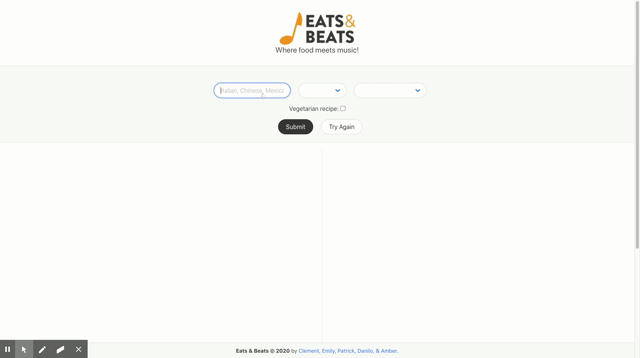 EATS&
BEATS
Where food meets music!
Italian, Chinese, Mexica
Vegetarian recipe:
Submit
Try Again
Eats & Beats © 2020 by Clement, Emily, Patrick, Danilo, & Amber.